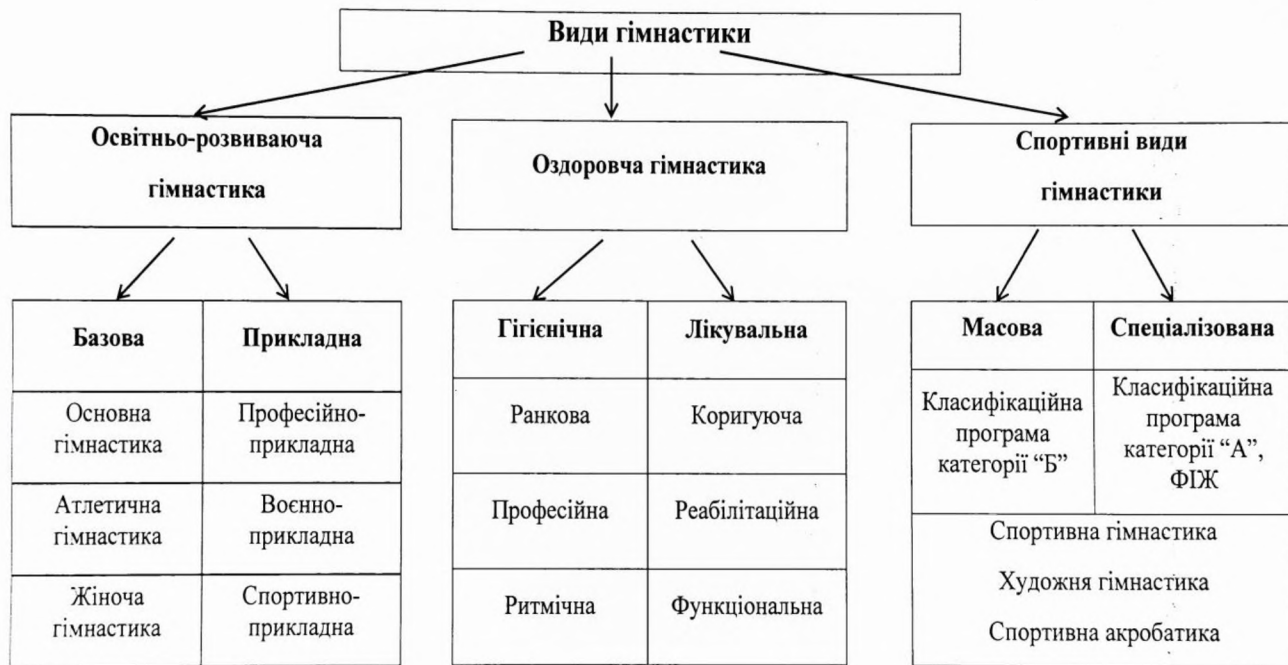 Види гімнастики
Освітньо-розвиваюча
гімнастика
Оздоровча гімнастика
Спортивні види
гімнастики
Базова
Прикладна
Основна
гімнастика
Професійно-
прикладна
Атлетична
гімнастика
Воєнно-
прикладна
Жіноча
гімнастика
Спортивно-
прикладна
Гігієнічна
Лікувальна
Ранкова
Коригуюча
Професійна
Реабілітаційна
Ритмічна
Функціональна
Масова
Спеціалізована
Класифікаційна
програма
категорії “Б”
Класифікаційна
програма
категорії “А”,
ФІЖ
Спортивна гімнастика
Художня гімнастика
Спортивна акробатика